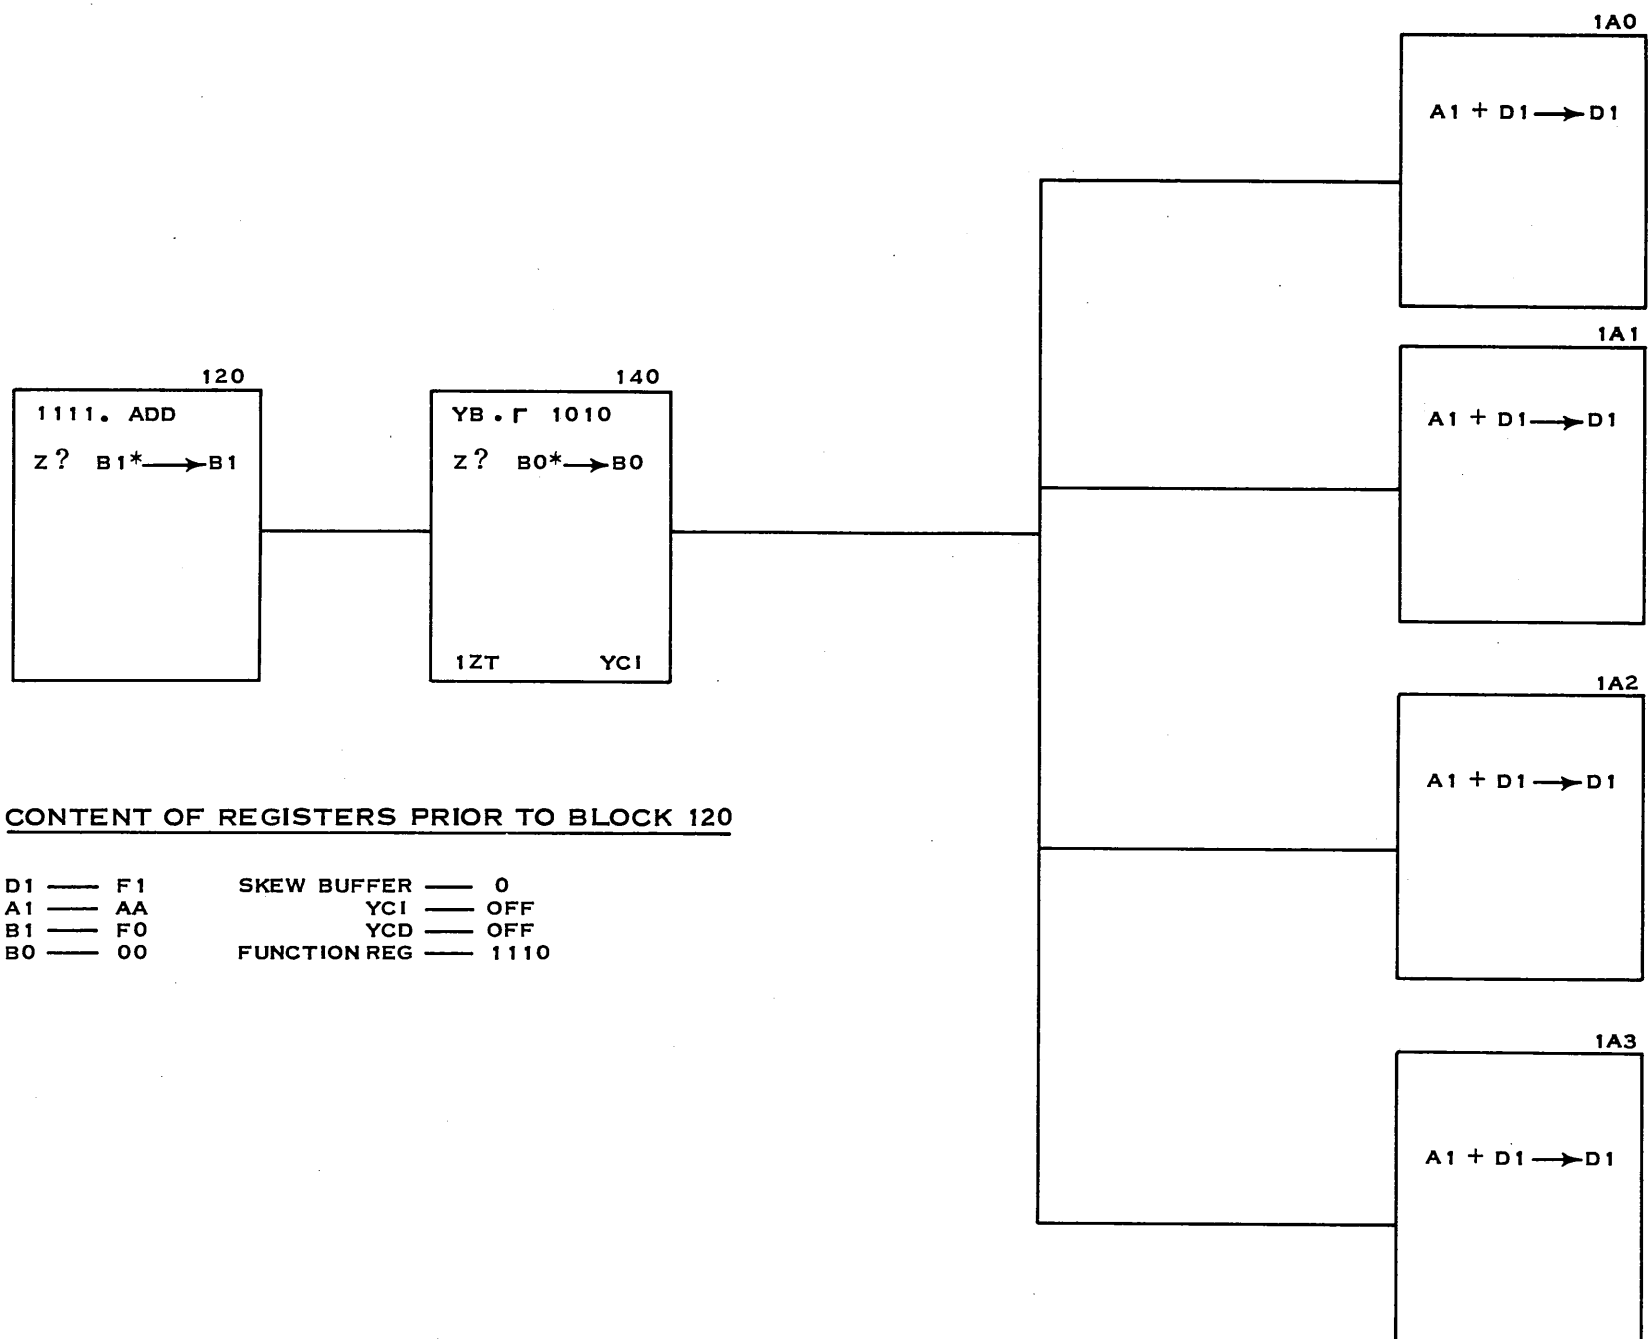 1A0
A1 + D1 → D1
1A1
A1 + D1 → D1
120
1111. ADD
Z? B1* → B1
140
YB . Γ 1010
Z? B0* → B0
1ZT YCI
1A2
A1 + D1 → D1
CONTENT OF REGISTERS PRIOR TO BLOCK 120
D1 — F1 SKEW BUFFER — 0
A1 — AA YCI — OFF
B1 — F0 YCD — OFF
B0 — 00 FUNCTION REG — 1110
1A3
A1 + D1 → D1